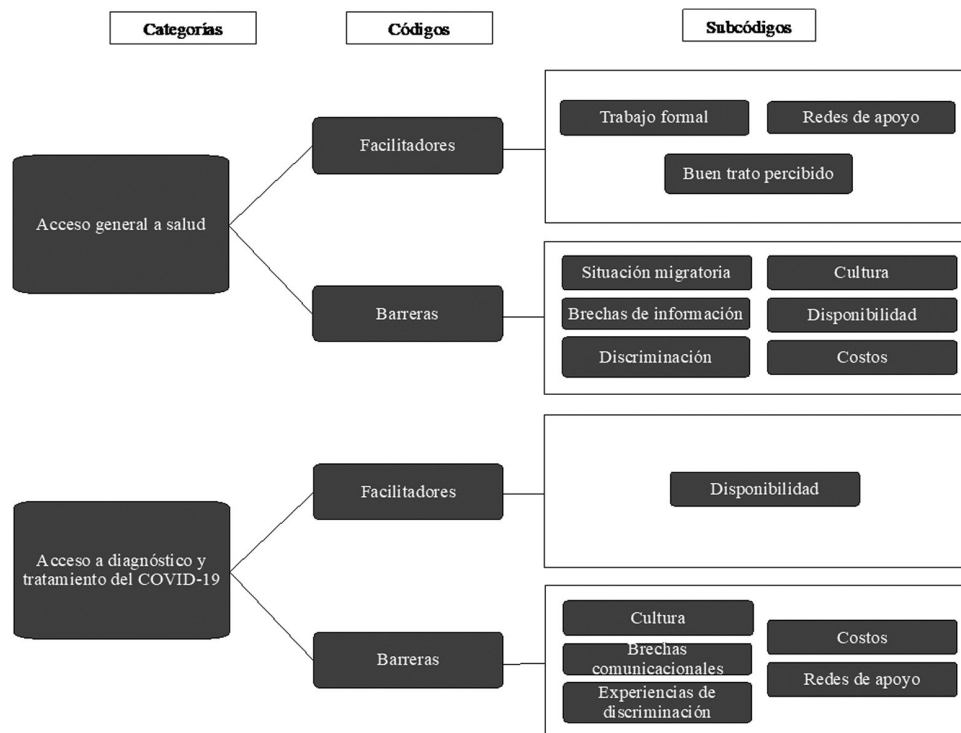 Categorías
Códigos
Subcódigos
Acceso general a salud
Facilitadores
Trabajo formal
Redes de apoyo
Buen trato percibido
Barreras
Situación migratoria
Cultura
Brechas de información
Disponibilidad
Discriminación
Costos
Acceso a diagnóstico y
tratamiento del COVID-19
Facilitadores
Disponibilidad
Barreras
Cultura
Brechas
comunicacionales
Experiencias de
discriminación
Costos
Redes de apoyo